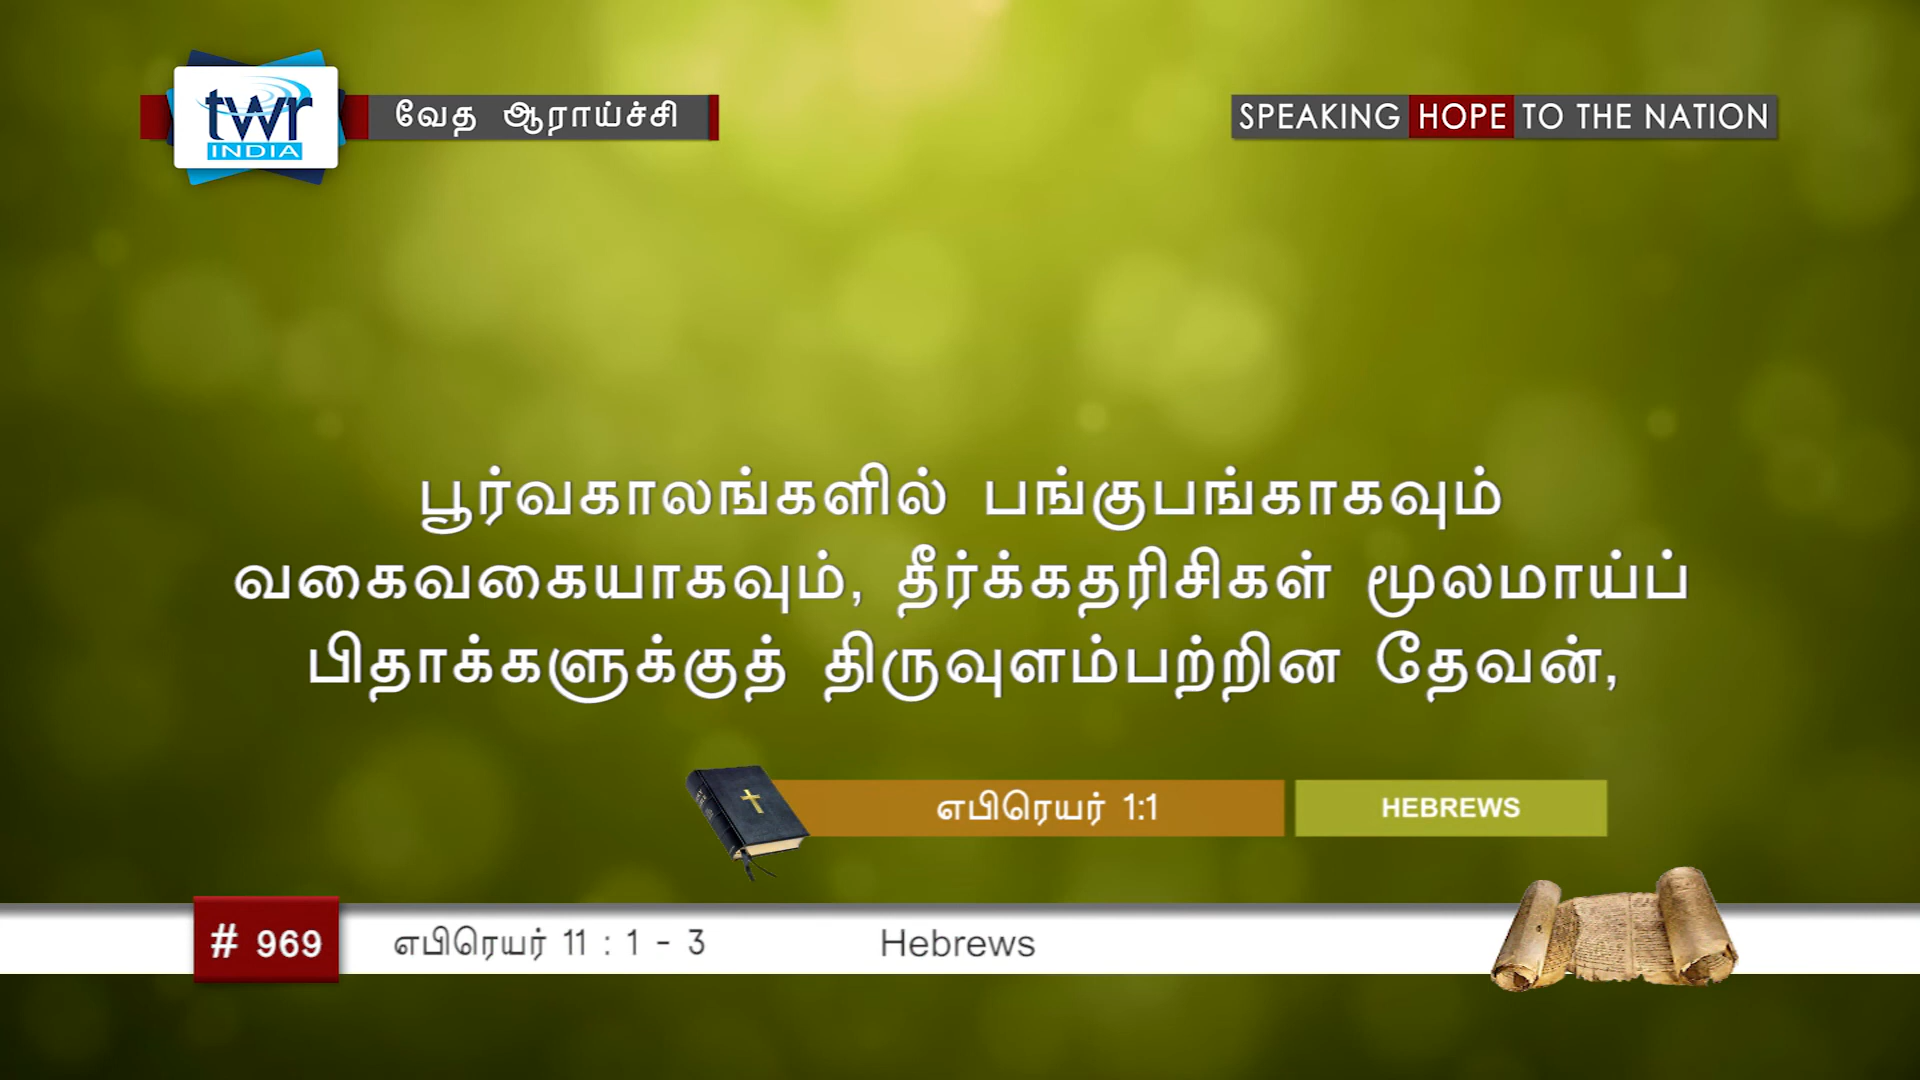 twr
INDIA
வேத ஆராய்ச்சி
SPEAKING HOPE TO THE NATION
பூர்வகாலங்களில் பங்குபங்காகவும்
வகைவகையாகவும், தீர்க்கதரிசிகள் மூலமாய்ப்
பிதாக்களுக்குத் திருவுளம்பற்றின தேவன்,
எபிரெயர் 1:1
HEBREWS
# 969
எபிரெயர் 11 : 1 - 3
Hebrews